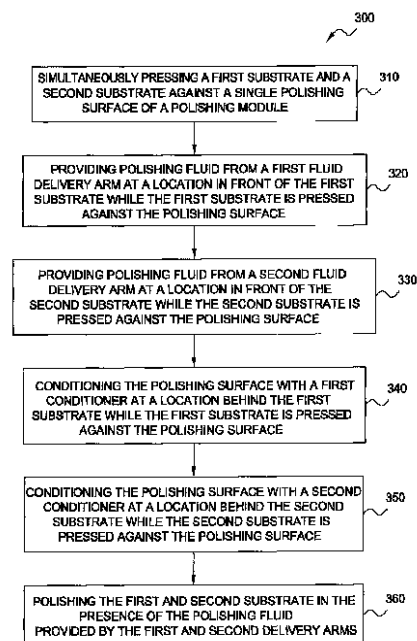 300
SIMULTANEOUSLY PRESSING A FIRST SUBSTRATE AND A
SECOND SUBSTRATE AGAINST A SINGLE POLISHING
SURFACE OF A POLISHING MODULE
310
PROVIDING POLISHING FLUID FROM A FIRST FLUID
DELIVERY ARM AT A LOCATION IN FRONT OF THE FIRST
SUBSTRATE WHILE THE FIRST SUBSTRATE IS PRESSED
AGAINST THE POLISHING SURFACE
320
PROVIDING POLISHING FLUID FROM A SECOND FLUID
DELIVERY ARM AT A LOCATION IN FRONT OF THE
SECOND SUBSTRATE WHILE THE SECOND SUBSTRATE IS
PRESSED AGAINST THE POLISHING SURFACE
330
CONDITIONING THE POLISHING SURFACE WITH A FIRST
CONDITIONER AT A LOCATION BEHIND THE FIRST
SUBSTRATE WHILE THE FIRST SUBSTRATE IS PRESSED
AGAINST THE POLISHING SURFACE
340
CONDITIONING THE POLISHING SURFACE WITH A SECOND
CONDITIONER AT A LOCATION BEHIND THE SECOND
SUBSTRATE WHILE THE SECOND SUBSTRATE IS
PRESSED AGAINST THE POLISHING SURFACE
350
POLISHING THE FIRST AND SECOND SUBSTRATE IN THE
PRESENCE OF THE POLISHING FLUID
PROVIDED BY THE FIRST AND SECOND DELIVERY ARMS
360